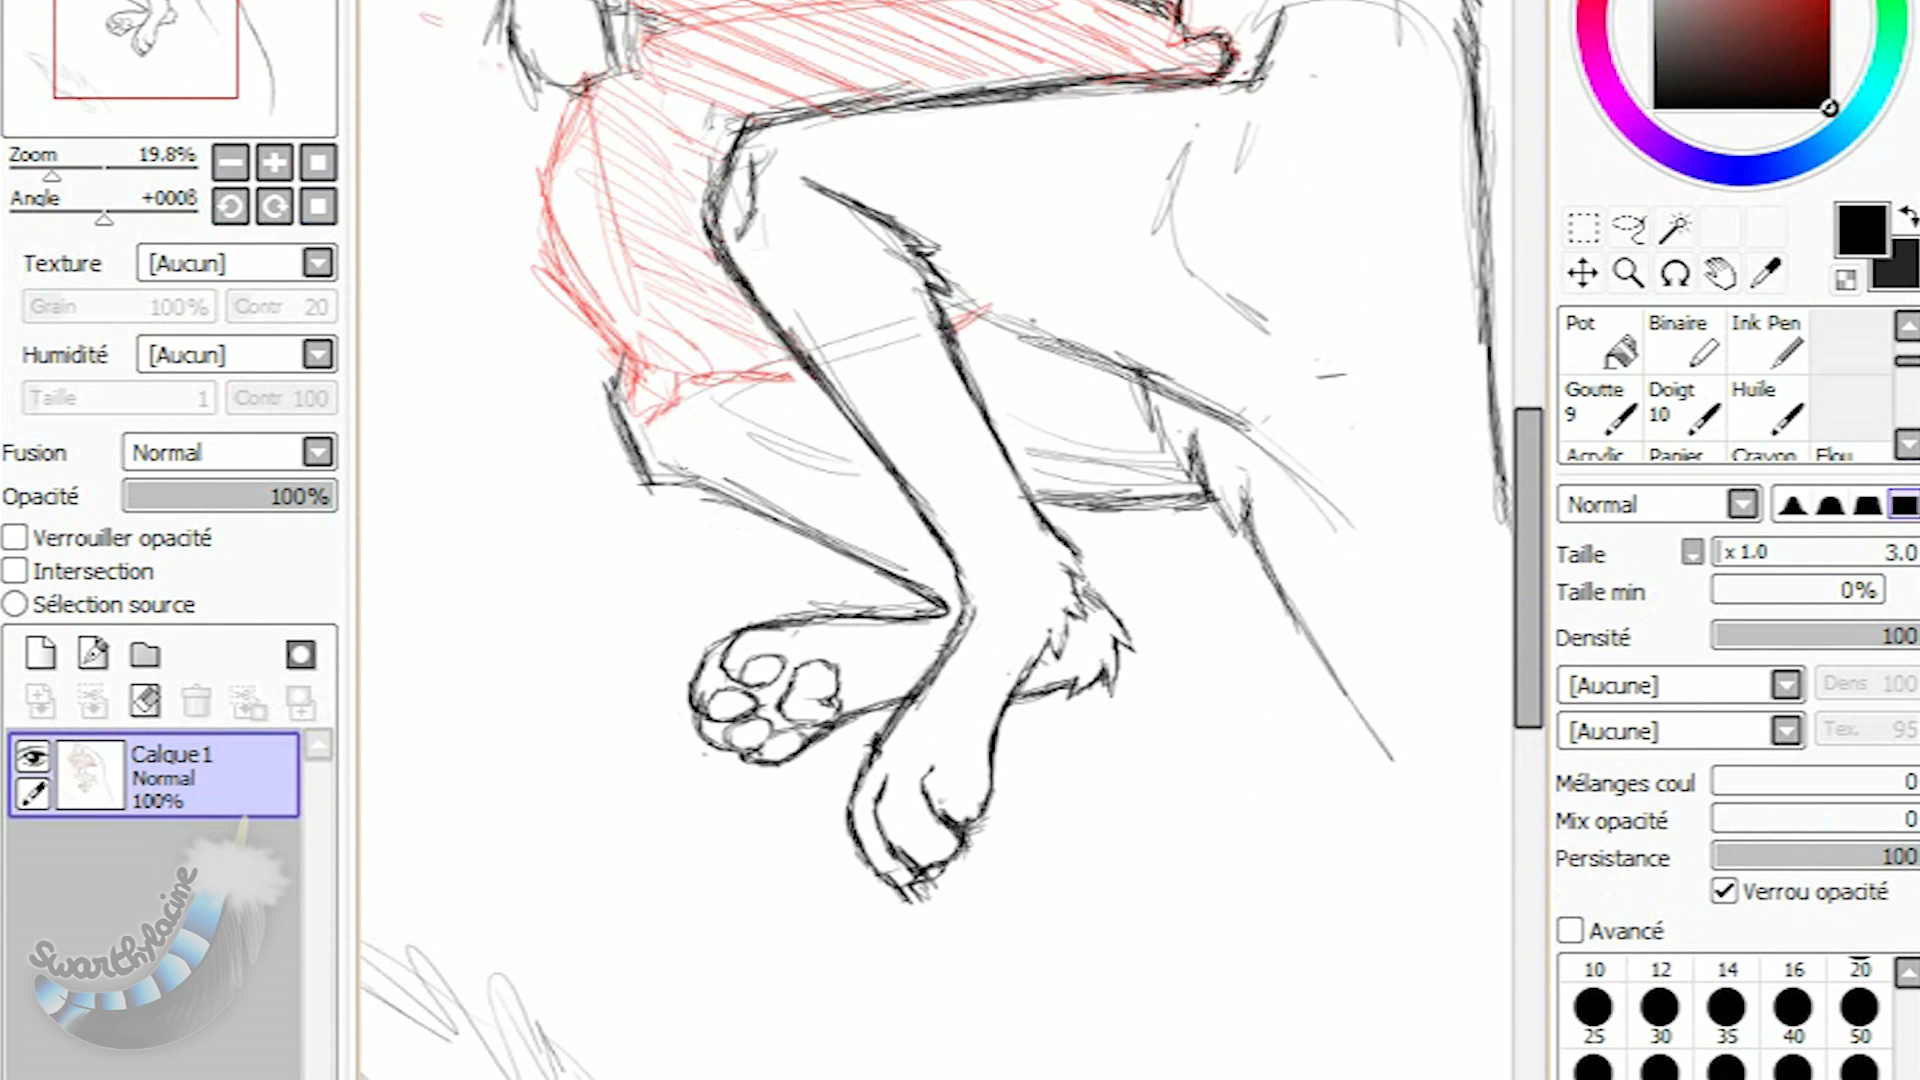 Zoom 19.8%
Angle +0008
Texture [Aucun]
Grain 100% Contr 20
Humidité [Aucun]
Taille 1 Contr 100
Fusion Normal
Opacité 100%
Verrouiller opacité
Intersection
Sélection source
Calque1
Normal
100%
Swarthylacine
Pot Binaire Ink Pen
Goutte Doigt Huile
9 10
Acrylic Papier Crayon Flou
Normal
Taille x 1.0 3.0
Taille min 0%
Densité 100
[Aucune] Dens 100
[Aucune] Tex. 95
Mélanges coul 0
Mix opacité 0
Persistance 100
Verrou opacité
Avancé
10 12 14 16 20
25 30 35 40 50